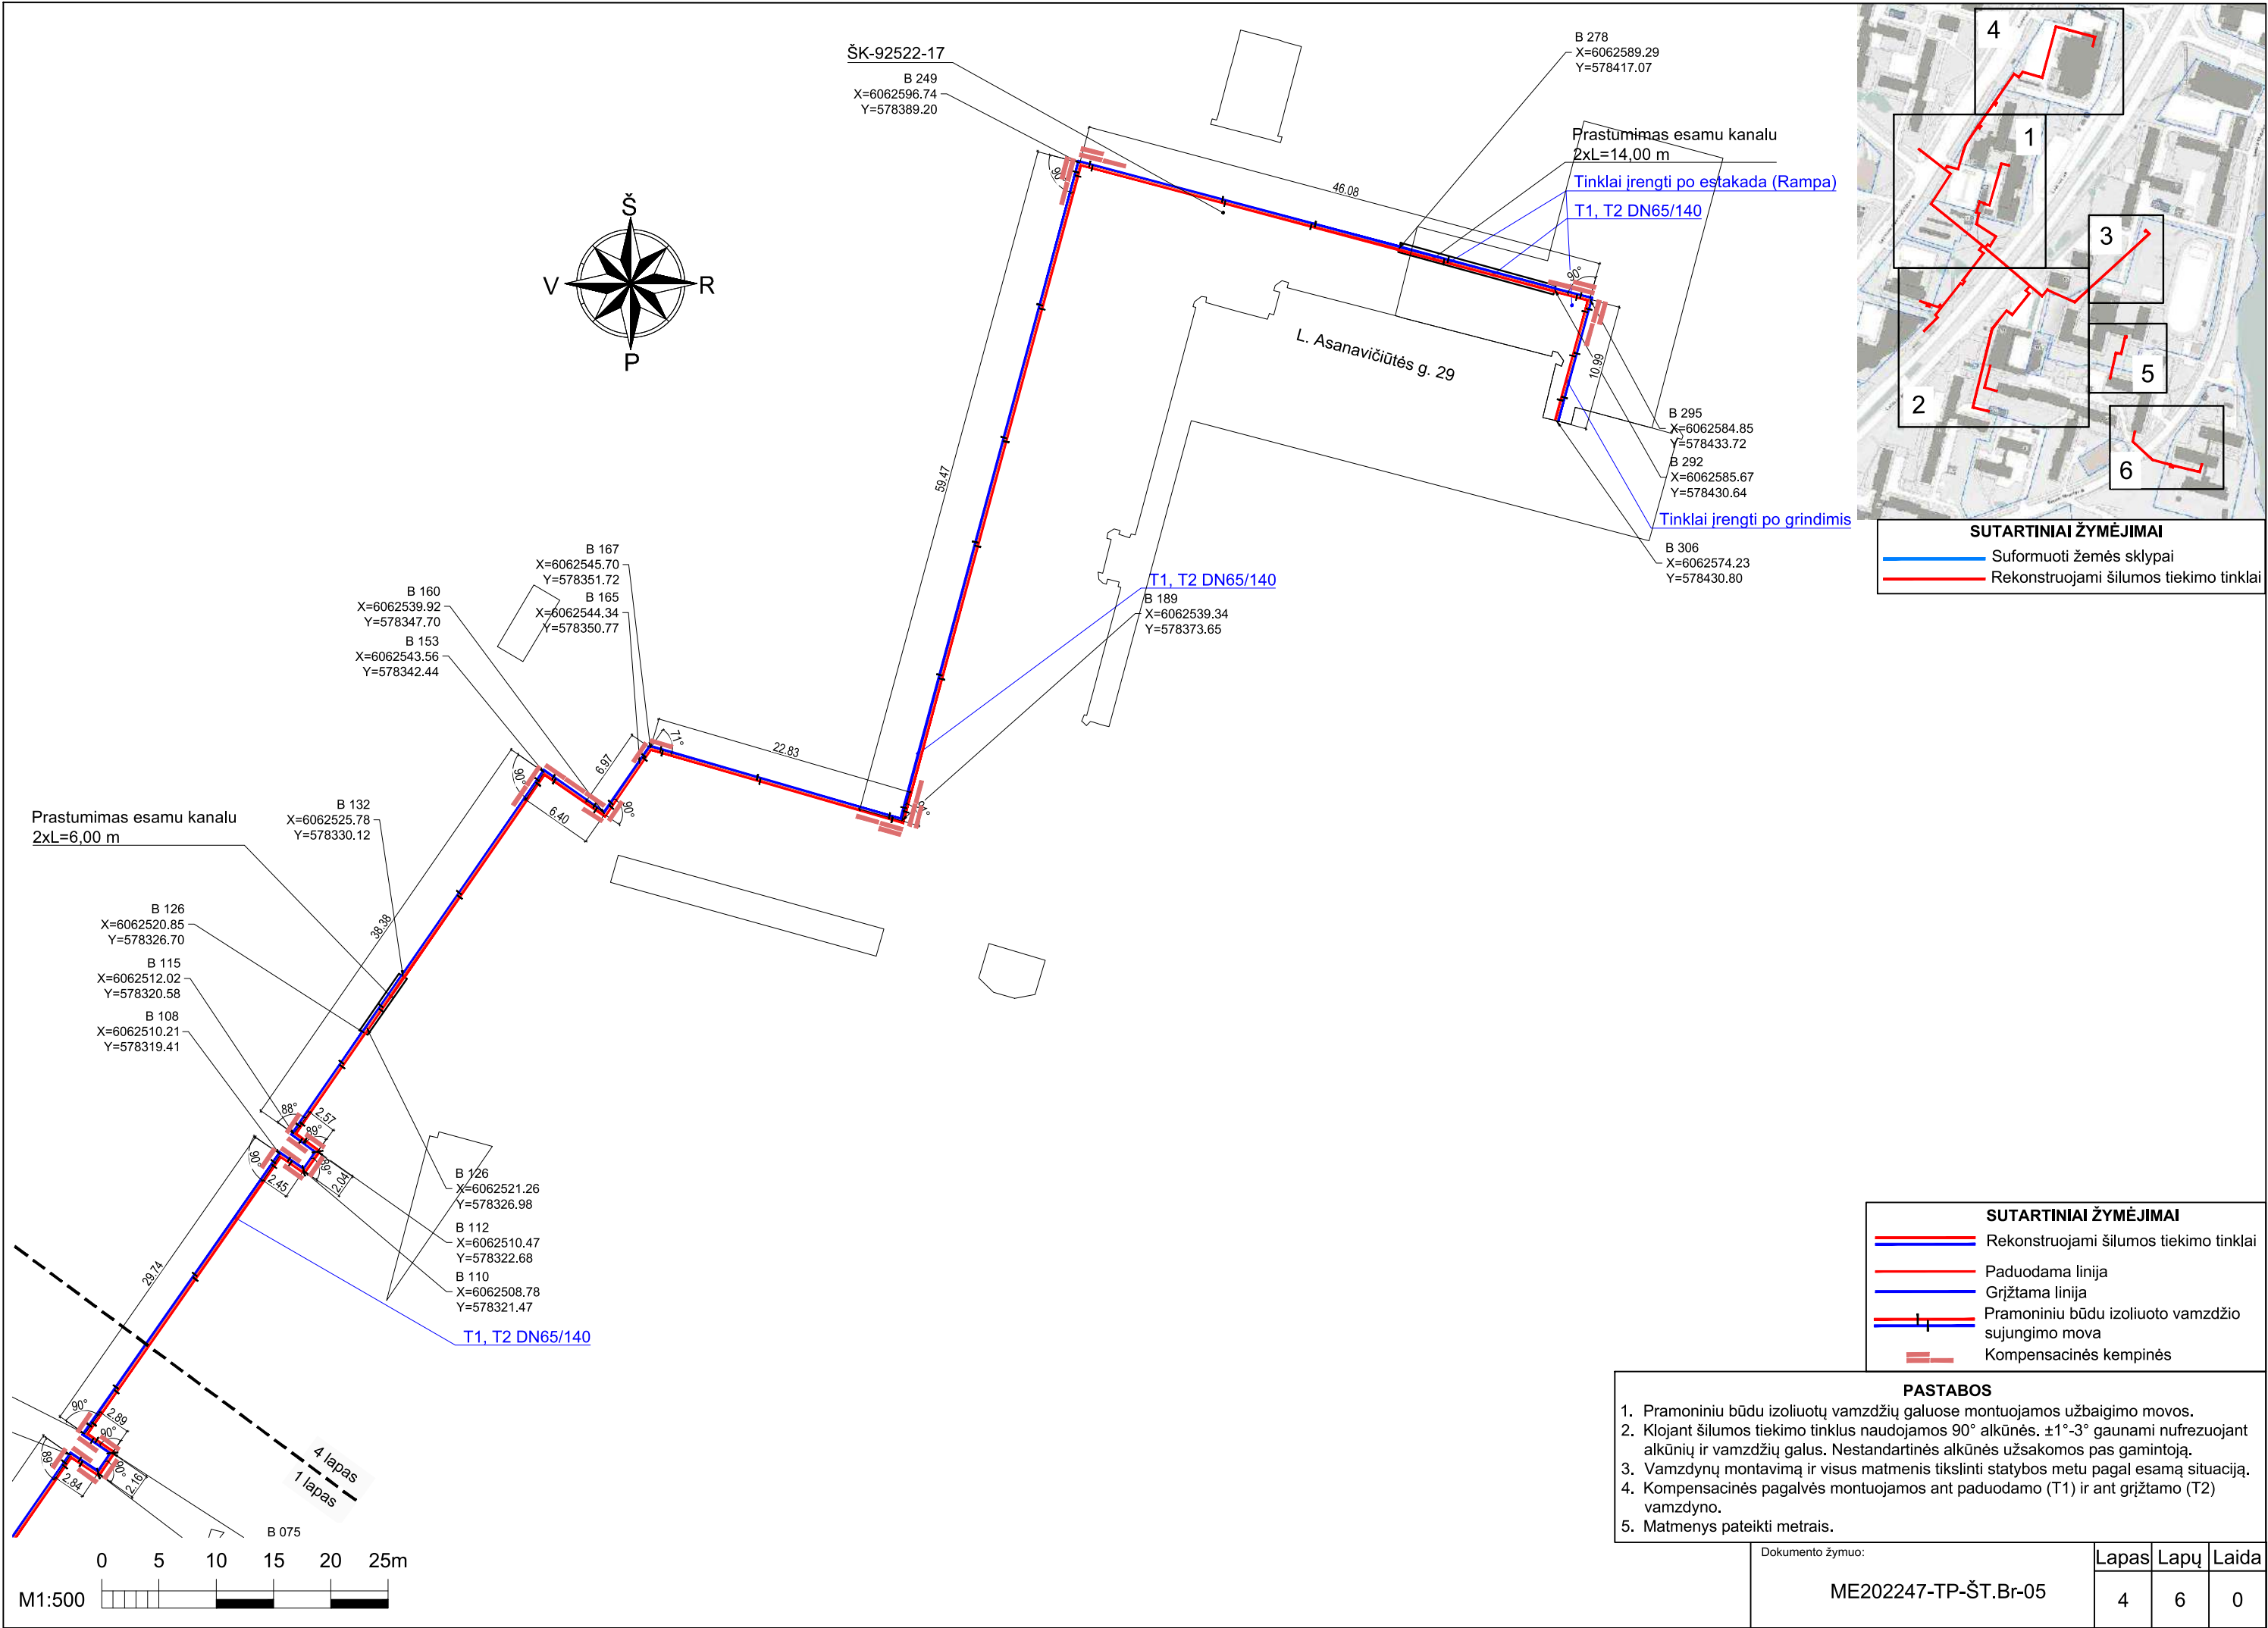 ŠK-92522-17
B 249
X=6062596.74
Y=578389.20
B 278
X=6062589.29
Y=578417.07
Prastumimas esamu kanalu
2xL=14,00 m
Tinklai įrengti po estakada (Rampa)
T1, T2 DN65/140
46.08
90°
90°
Š
V
R
P
59.47
L. Asanavičiūtės g. 29
10.99
B 295
X=6062584.85
Y=578433.72
B 292
X=6062585.67
Y=578430.64
Tinklai įrengti po grindimis
B 306
X=6062574.23
Y=578430.80
4
1
3
2
5
6
SUTARTINIAI ŽYMĖJIMAI
Suformuoti žemės sklypai
Rekonstruojami šilumos tiekimo tinklai
B 167
X=6062545.70
Y=578351.72
B 165
X=6062544.34
Y=578350.77
B 160
X=6062539.92
Y=578347.70
B 153
X=6062543.56
Y=578342.44
T1, T2 DN65/140
B 189
X=6062539.34
Y=578373.65
71°
22.83
6.97
90°
90°
6.40
91°
Prastumimas esamu kanalu
2xL=6,00 m
B 132
X=6062525.78
Y=578330.12
38.38
B 126
X=6062520.85
Y=578326.70
B 115
X=6062512.02
Y=578320.58
B 108
X=6062510.21
Y=578319.41
88°
2.57
89°
90°
89°
2.45
2.04
B 126
X=6062521.26
Y=578326.98
B 112
X=6062510.47
Y=578322.68
B 110
X=6062508.78
Y=578321.47
T1, T2 DN65/140
29.74
90°
2.89
90°
89°
90°
2.84
2.16
4 lapas
1 lapas
B 075
0 5 10 15 20 25m
M1:500
SUTARTINIAI ŽYMĖJIMAI
Rekonstruojami šilumos tiekimo tinklai
Paduodama linija
Grįžtama linija
Pramoniniu būdu izoliuoto vamzdžio
sujungimo mova
Kompensacinės kempinės
PASTABOS
1. Pramoniniu būdu izoliuotų vamzdžių galuose montuojamos užbaigimo movos.
2. Klojant šilumos tiekimo tinklus naudojamos 90° alkūnės. ±1°-3° gaunami nufrezuojant
alkūnių ir vamzdžių galus. Nestandartinės alkūnės užsakomos pas gamintoją.
3. Vamzdynų montavimą ir visus matmenis tikslinti statybos metu pagal esamą situaciją.
4. Kompensacinės pagalvės montuojamos ant paduodamo (T1) ir ant grįžtamo (T2)
vamzdyno.
5. Matmenys pateikti metrais.
Dokumento žymuo:
ME202247-TP-ŠT.Br-05
Lapas Lapų Laida
4 6 0